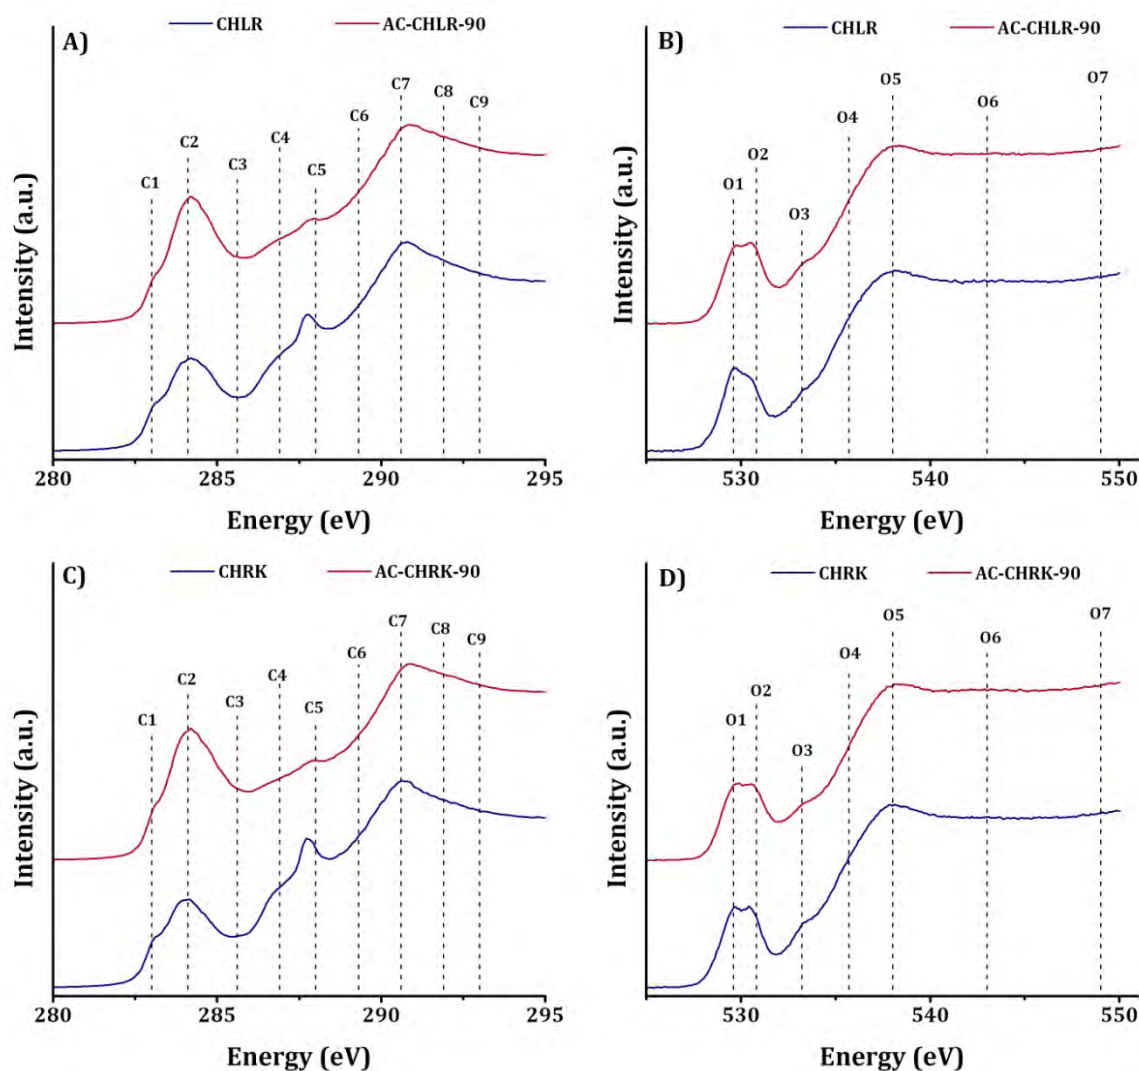 A)
CHLR
AC-CHLR-90
C1
C2
C3
C4
C5
C6
C7
C8
C9
Intensity (a.u.)
280
285
290
295
Energy (eV)
B)
CHLR
AC-CHLR-90
O1
O2
O3
O4
O5
O6
O7
Intensity (a.u.)
530
540
550
Energy (eV)
C)
CHRK
AC-CHRK-90
C1
C2
C3
C4
C5
C6
C7
C8
C9
Intensity (a.u.)
280
285
290
295
Energy (eV)
D)
CHRK
AC-CHRK-90
O1
O2
O3
O4
O5
O6
O7
Intensity (a.u.)
530
540
550
Energy (eV)